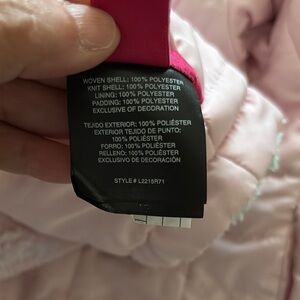 WOVEN SHELL: 100% POLYESTER
KNIT SHELL: 100% POLYESTER
LINING: 100% POLYESTER
PADDING: 100% POLYESTER
EXCLUSIVE OF DECORATION
TEJIDO EXTERIOR: 100% POLIÉSTER
EXTERIOR TEJIDO DE PUNTO:
100% POLIÉSTER
FORRO: 100% POLIÉSTER
RELLENO: 100% POLIÉSTER
EXCLUSIVO DE DECORACIÓN
STYLE# L2215R71